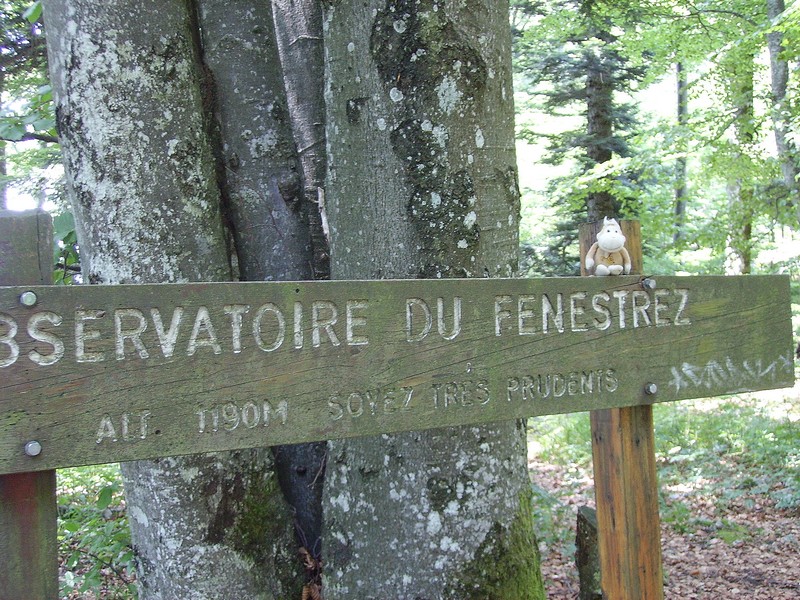 BSERVATOIRE DU FENESTREZ
ALT. 1190M SOYEZ TRÈS PRUDENTS